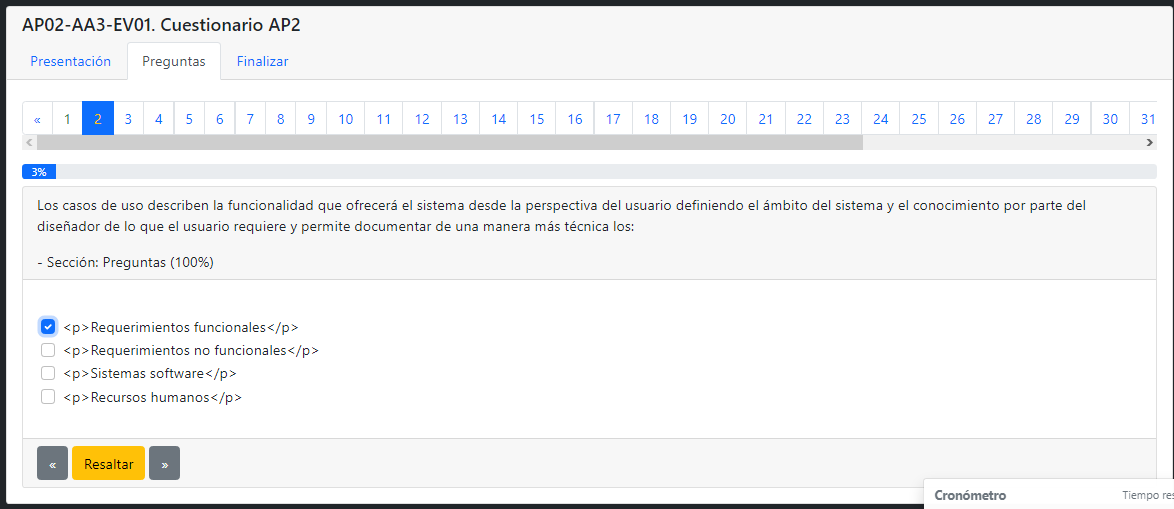 AP02-AA3-EV01. Cuestionario AP2
Presentación Preguntas Finalizar
« 1 2 3 4 5 6 7 8 9 10 11 12 13 14 15 16 17 18 19 20 21 22 23 24 25 26 27 28 29 30 31
3%
Los casos de uso describen la funcionalidad que ofrecerá el sistema desde la perspectiva del usuario definiendo el ámbito del sistema y el conocimiento por parte del
diseñador de lo que el usuario requiere y permite documentar de una manera más técnica los:
- Sección: Preguntas (100%)
<p>Requerimientos funcionales</p>
<p>Requerimientos no funcionales</p>
<p>Sistemas software</p>
<p>Recursos humanos</p>
« Resaltar »
Cronómetro Tiempo res